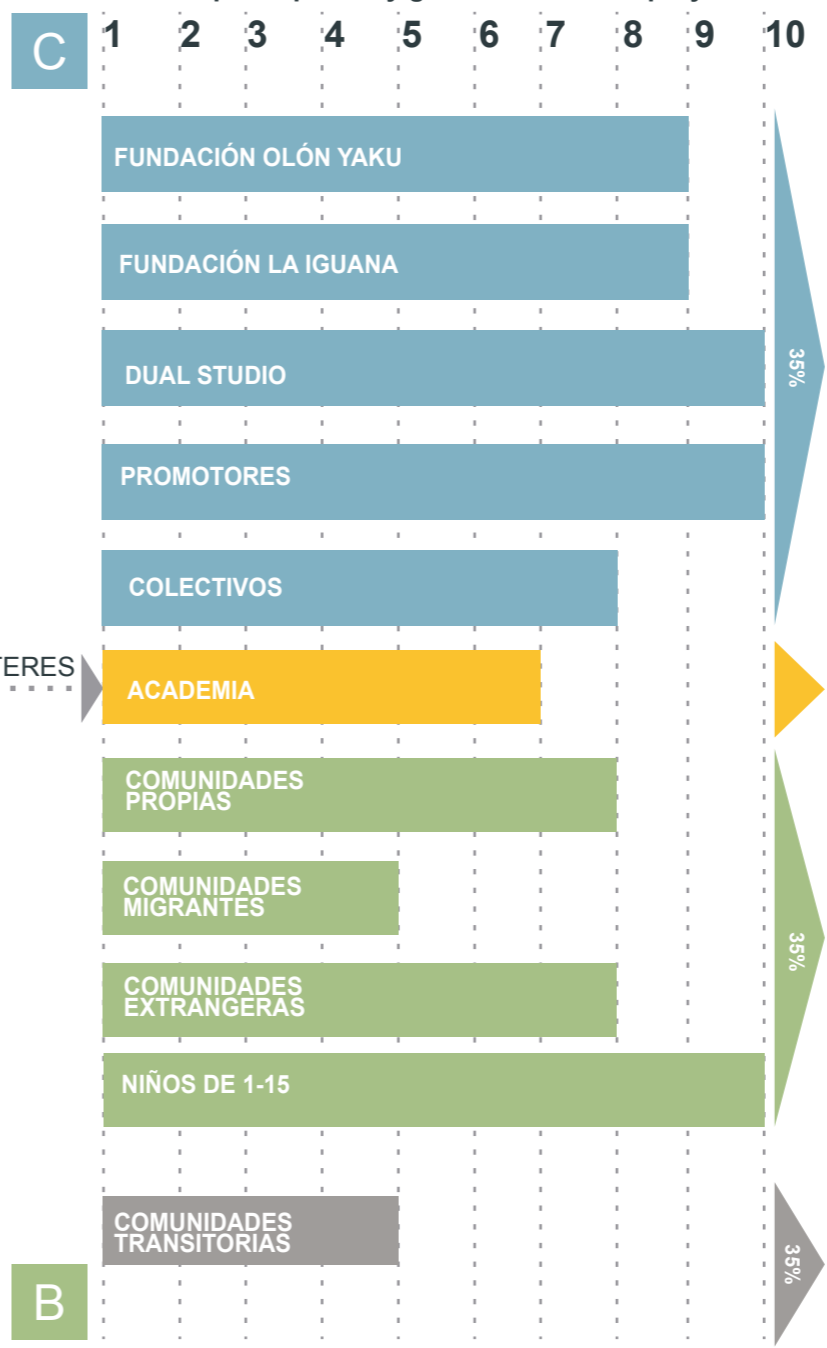 C
1 2 3 4 5 6 7 8 9 10
FUNDACIÓN OLÓN YAKU
FUNDACIÓN LA IGUANA
DUAL STUDIO
35%
PROMOTORES
COLECTIVOS
TERES
ACADEMIA
COMUNIDADES
PROPIAS
COMUNIDADES
MIGRANTES
35%
COMUNIDADES
EXTRANGERAS
NIÑOS DE 1-15
COMUNIDADES
TRANSITORIAS
35%
B